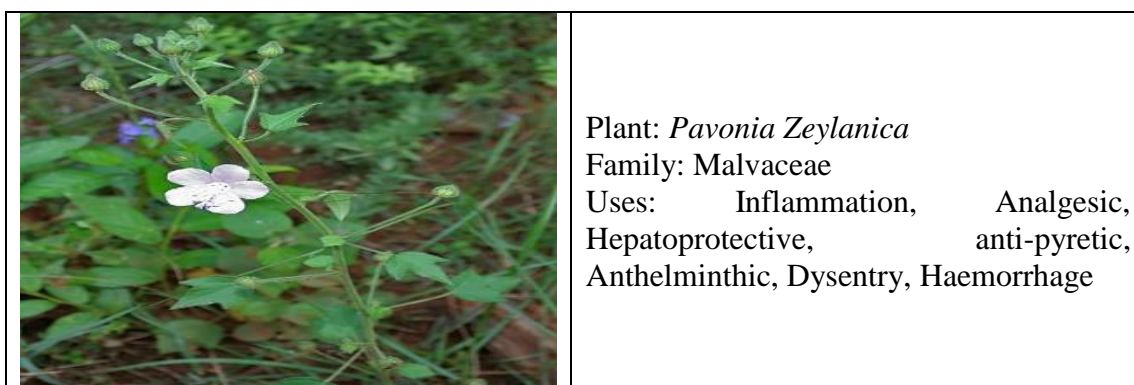 Plant: Pavonia Zeylanica
Family: Malvaceae
Uses: Inflammation, Analgesic,
Hepatoprotective, anti-pyretic,
Anthelminthic, Dysentry, Haemorrhage